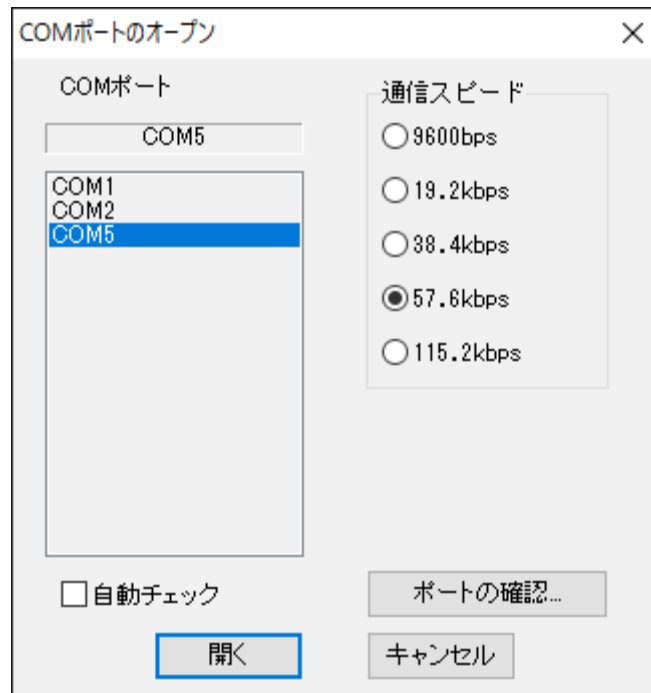 COMポートのオープン
COMポート
COM5
COM1
COM2
COM5
通信スピード
9600bps
19.2kbps
38.4kbps
57.6kbps
115.2kbps
自動チェック
ポートの確認...
開く
キャンセル